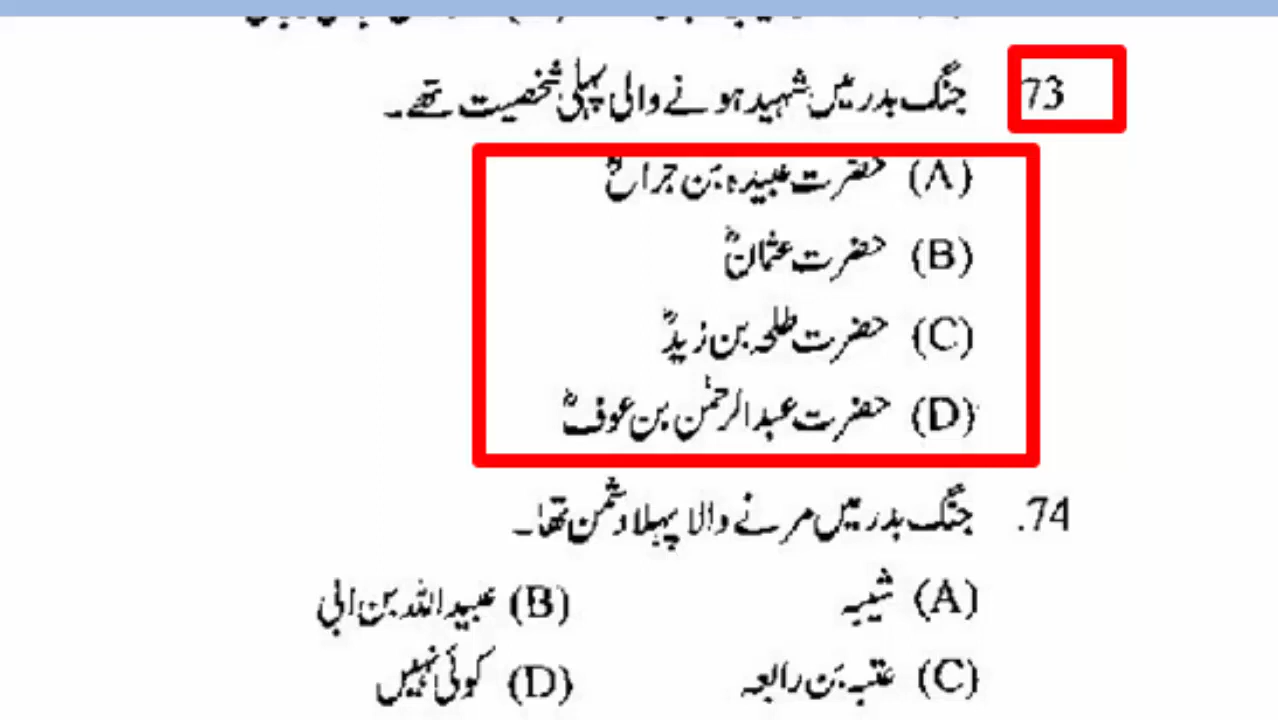 73 جنگ بدر میں شہید ہونے والی پہلی شخصیت تھے۔
(A) حضرت عبیدہ بن جراحؓ
(B) حضرت عثمانؓ
(C) حضرت طلحہ بن زیدؓ
(D) حضرت عبدالرحمٰن بن عوفؓ
74. جنگ بدر میں مرنے والا پہلا دشمن تھا۔
(A) شیبہ (B) عبیداللہ بن ابی
(C) عتبہ بن رابعہ (D) کوئی نہیں